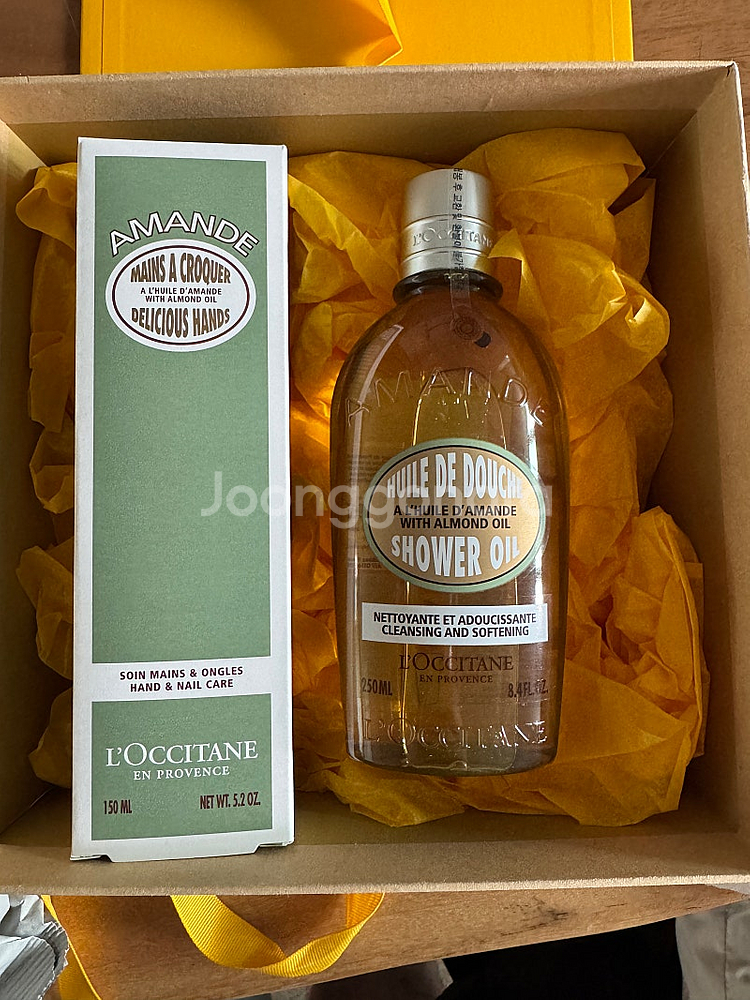 AMANDE
MAINS A CROQUER
A L'HUILE D'AMANDE
WITH ALMOND OIL
DELICIOUS HANDS
SOIN MAINS & ONGLES
HAND & NAIL CARE
L'OCCITANE
EN PROVENCE
150 ML
NET WT. 5.2 OZ.
L'OCCITANE
AMANDE
HUILE DE DOUCHE
A L'HUILE D'AMANDE
WITH ALMOND OIL
SHOWER OIL
NETTOYANTE ET ADOUCISSANTE
CLEANSING AND SOFTENING
L'OCCITANE
EN PROVENCE
250ML
8.4 FL. OZ.
L'OCCITANE